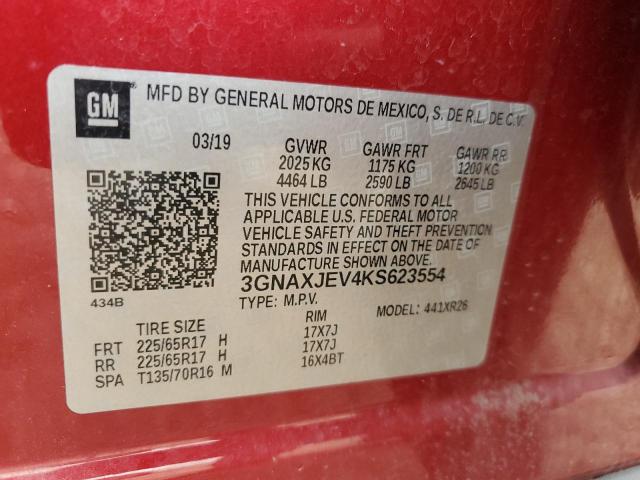 GM MFD BY GENERAL MOTORS DE MEXICO, S. DE R.L. DE C.V.
03/19 GVWR GAWR FRT GAWR RR
2025 KG 1175 KG 1200 KG
4464 LB 2590 LB 2645 LB
THIS VEHICLE CONFORMS TO ALL
APPLICABLE U.S. FEDERAL MOTOR
VEHICLE SAFETY AND THEFT PREVENTION
STANDARDS IN EFFECT ON THE DATE OF
MANUFACTURE SHOWN ABOVE.
3GNAXJEV4KS623554
434B
TYPE: M.P.V. MODEL: 441XR26
TIRE SIZE RIM
FRT 225/65R17 H 17X7J
RR 225/65R17 H 17X7J
SPA T135/70R16 M 16X4BT